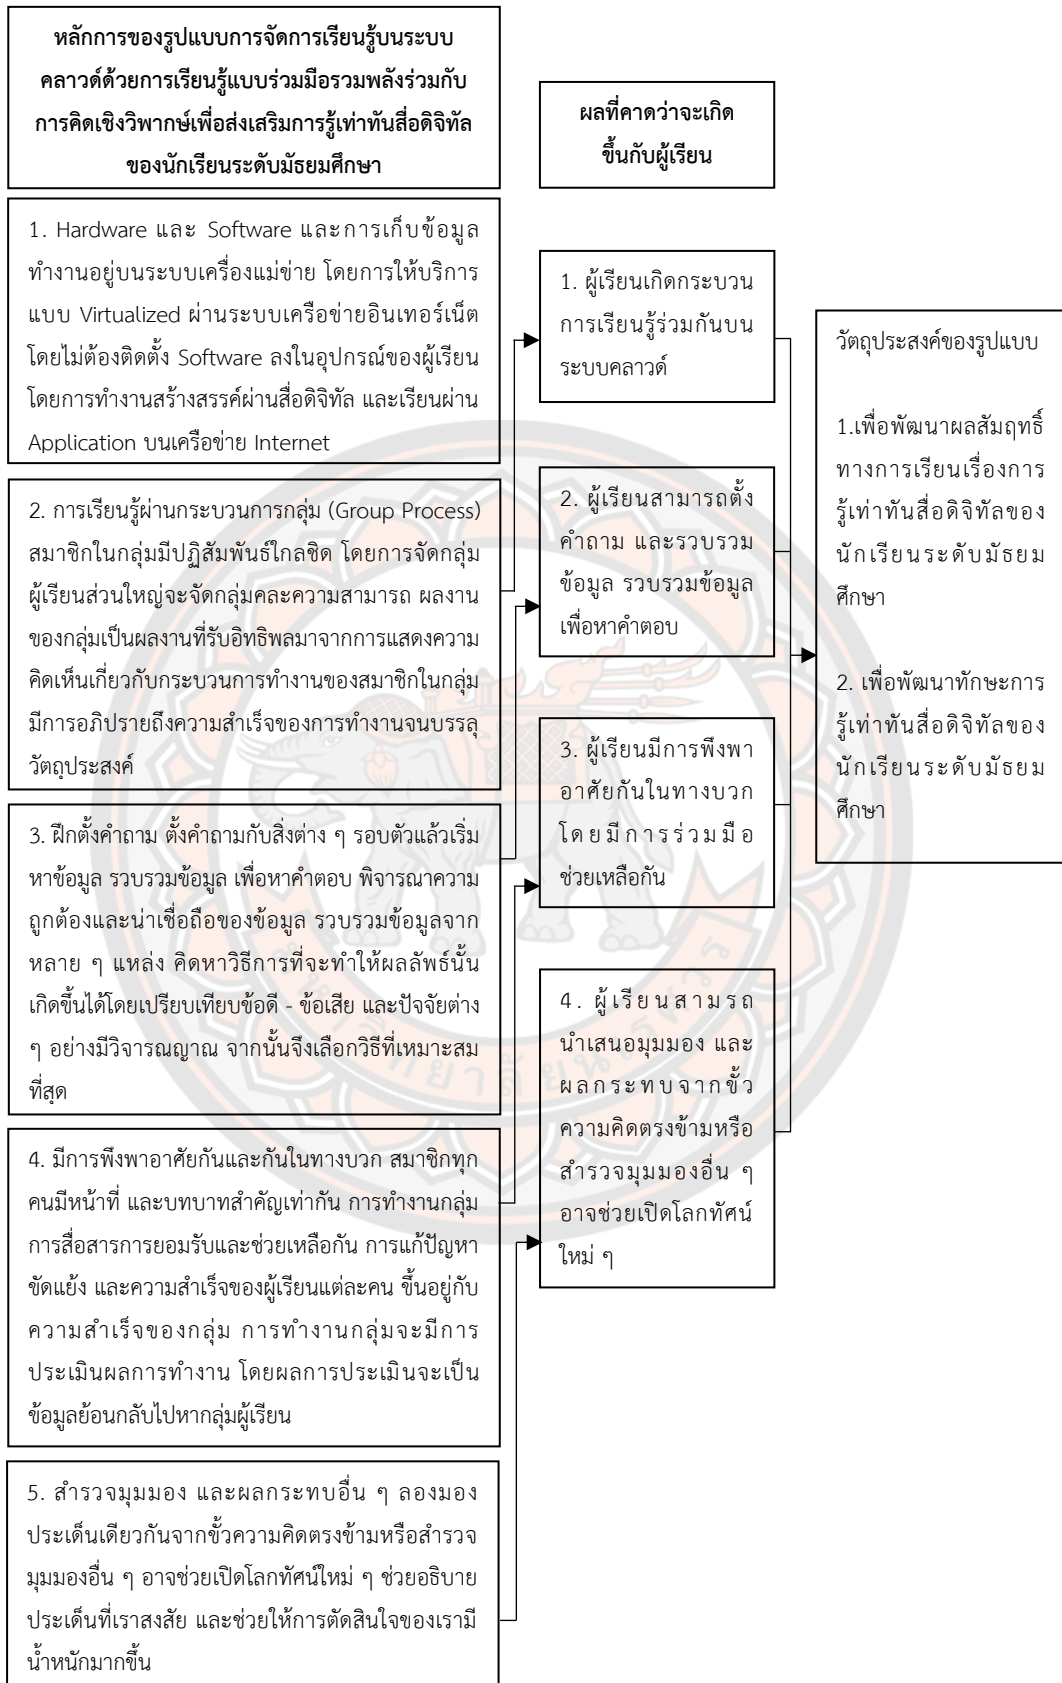 หลักการของรูปแบบการจัดการเรียนรู้บนระบบ
คลาวด์ด้วยการเรียนรู้แบบร่วมมือรวมพลังร่วมกับ
การคิดเชิงวิพากษ์เพื่อส่งเสริมการรู้เท่าทันสื่อดิจิทัล
ของนักเรียนระดับมัธยมศึกษา
ผลที่คาดว่าจะเกิด
ขึ้นกับผู้เรียน
1. Hardware และ Software และการเก็บข้อมูล
ทำงานอยู่บนระบบเครื่องแม่ข่าย โดยการให้บริการ
แบบ Virtualized ผ่านระบบเครือข่ายอินเทอร์เน็ต
โดยไม่ต้องติดตั้ง Software ลงในอุปกรณ์ของผู้เรียน
โดยการทำงานสร้างสรรค์ผ่านสื่อดิจิทัล และเรียนผ่าน
Application บนเครือข่าย Internet
2. การเรียนรู้ผ่านกระบวนการกลุ่ม (Group Process)
สมาชิกในกลุ่มมีปฏิสัมพันธ์ใกลชิด โดยการจัดกลุ่ม
ผู้เรียนส่วนใหญ่จะจัดกลุ่มคละความสามารถ ผลงาน
ของกลุ่มเป็นผลงานที่รับอิทธิพลมาจากการแสดงความ
คิดเห็นเกี่ยวกับกระบวนการทำงานของสมาชิกในกลุ่ม
มีการอภิปรายถึงความสำเร็จของการทำงานจนบรรลุ
วัตถุประสงค์
3. ฝึกตั้งคำถาม ตั้งคำถามกับสิ่งต่าง ๆ รอบตัวแล้วเริ่ม
หาข้อมูล รวบรวมข้อมูล เพื่อหาคำตอบ พิจารณาความ
ถูกต้องและน่าเชื่อถือของข้อมูล รวบรวมข้อมูลจาก
หลาย ๆ แหล่ง คิดหาวิธีการที่จะทำให้ผลลัพธ์นั้น
เกิดขึ้นได้โดยเปรียบเทียบข้อดี - ข้อเสีย และปัจจัยต่าง
ๆ อย่างมีวิจารณญาณ จากนั้นจึงเลือกวิธีที่เหมาะสม
ที่สุด
4. มีการพึงพาอาศัยกันและกันในทางบวก สมาชิกทุก
คนมีหน้าที่ และบทบาทสำคัญเท่ากัน การทำงานกลุ่ม
การสื่อสารการยอมรับและช่วยเหลือกัน การแก้ปัญหา
ขัดแย้ง และความสำเร็จของผู้เรียนแต่ละคน ขึ้นอยู่กับ
ความสำเร็จของกลุ่ม การทำงานกลุ่มจะมีการ
ประเมินผลการทำงาน โดยผลการประเมินจะเป็น
ข้อมูลย้อนกลับไปหากลุ่มผู้เรียน
5. สำรวจมุมมอง และผลกระทบอื่น ๆ ลองมอง
ประเด็นเดียวกันจากขั้วความคิดตรงข้ามหรือสำรวจ
มุมมองอื่น ๆ อาจช่วยเปิดโลกทัศน์ใหม่ ๆ ช่วยอธิบาย
ประเด็นที่เราสงสัย และช่วยให้การตัดสินใจของเรามี
น้ำหนักมากขึ้น
1. ผู้เรียนเกิดกระบวน
การเรียนรู้ร่วมกันบน
ระบบคลาวด์
2. ผู้เรียนสามารถตั้ง
คำถาม และรวบรวม
ข้อมูล รวบรวมข้อมูล
เพื่อหาคำตอบ
3. ผู้เรียนมีการพึงพา
อาศัยกันในทางบวก
โดยมีการร่วมมือ
ช่วยเหลือกัน
4. ผู้เรียนสามรถ
นำเสนอมุมมอง และ
ผลกระทบจากขั้ว
ความคิดตรงข้ามหรือ
สำรวจมุมมองอื่น ๆ
อาจช่วยเปิดโลกทัศน์
ใหม่ ๆ
วัตถุประสงค์ของรูปแบบ
1.เพื่อพัฒนาผลสัมฤทธิ์
ทางการเรียนเรื่องการ
รู้เท่าทันสื่อดิจิทัลของ
นักเรียนระดับมัธยม
ศึกษา
2. เพื่อพัฒนาทักษะการ
รู้เท่าทันสื่อดิจิทัลของ
นักเรียนระดับมัธยม
ศึกษา
มหาวิทยาลัยนเรศวร